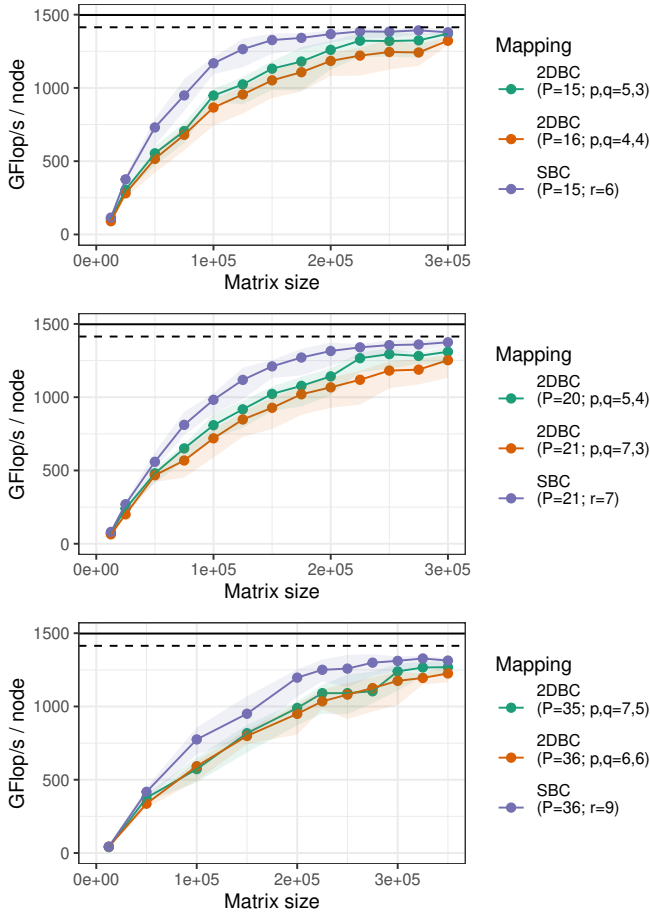 1500
1000
500
0
GFlop/s / node
0e+00
1e+05
2e+05
3e+05
Matrix size
Mapping
2DBC
(P=15; p,q=5,3)
2DBC
(P=16; p,q=4,4)
SBC
(P=15; r=6)
1500
1000
500
0
GFlop/s / node
0e+00
1e+05
2e+05
3e+05
Matrix size
Mapping
2DBC
(P=20; p,q=5,4)
2DBC
(P=21; p,q=7,3)
SBC
(P=21; r=7)
1500
1000
500
0
GFlop/s / node
0e+00
1e+05
2e+05
3e+05
Matrix size
Mapping
2DBC
(P=35; p,q=7,5)
2DBC
(P=36; p,q=6,6)
SBC
(P=36; r=9)